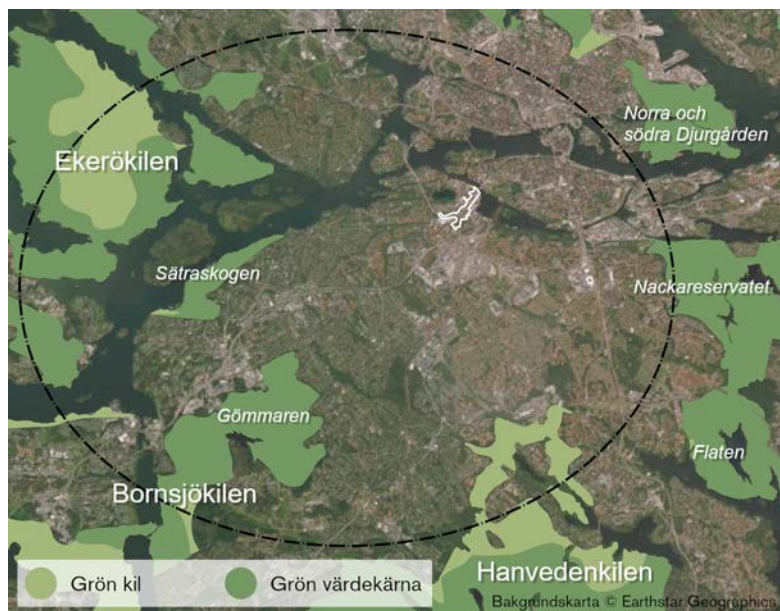 Norra och
södra Djurgården
Ekerökilen
Sätraskogen
Nackareservatet
Gömmaren
Flaten
Bornsjökilen
Hanvedenkilen
Grön kil
Grön värdekärna
Bakgrundskarta © Earthstar Geographics